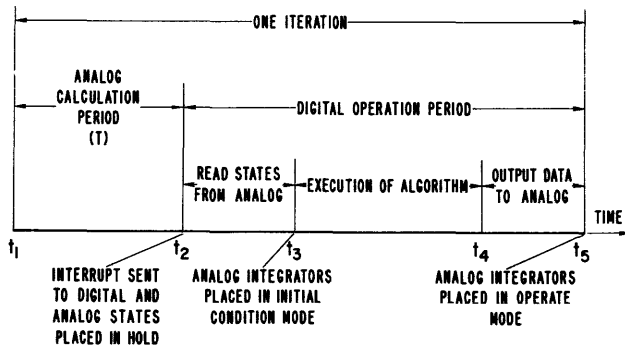 ONE ITERATION
ANALOG
CALCULATION
PERIOD
(T)
DIGITAL OPERATION PERIOD
READ STATES
FROM ANALOG
EXECUTION OF ALGORITHM
OUTPUT DATA
TO ANALOG
TIME
t1 t2 t3 t4 t5
INTERRUPT SENT
TO DIGITAL AND
ANALOG STATES
PLACED IN HOLD
ANALOG INTEGRATORS
PLACED IN INITIAL
CONDITION MODE
ANALOG INTEGRATORS
PLACED IN OPERATE
MODE